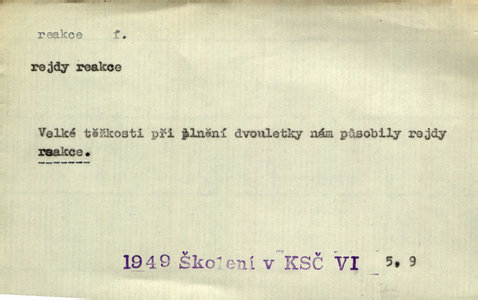 reakce f.
rejdy reakce
Velké těžkosti při plnění dvouletky nám působily rejdy
reakce.
1949 Školení v KSČ VI 5, 9